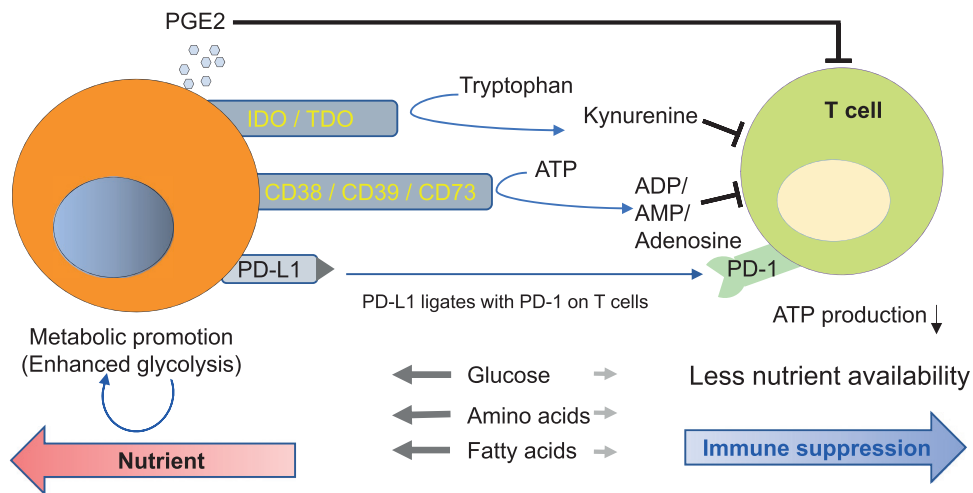 PGE2
Tryptophan
IDO / TDO
Kynurenine
T cell
ATP
CD38 / CD39 / CD73
ADP/
AMP/
Adenosine
PD-L1
PD-1
PD-L1 ligates with PD-1 on T cells
ATP production
Metabolic promotion
(Enhanced glycolysis)
Glucose
Less nutrient availability
Amino acids
Fatty acids
Nutrient
Immune suppression